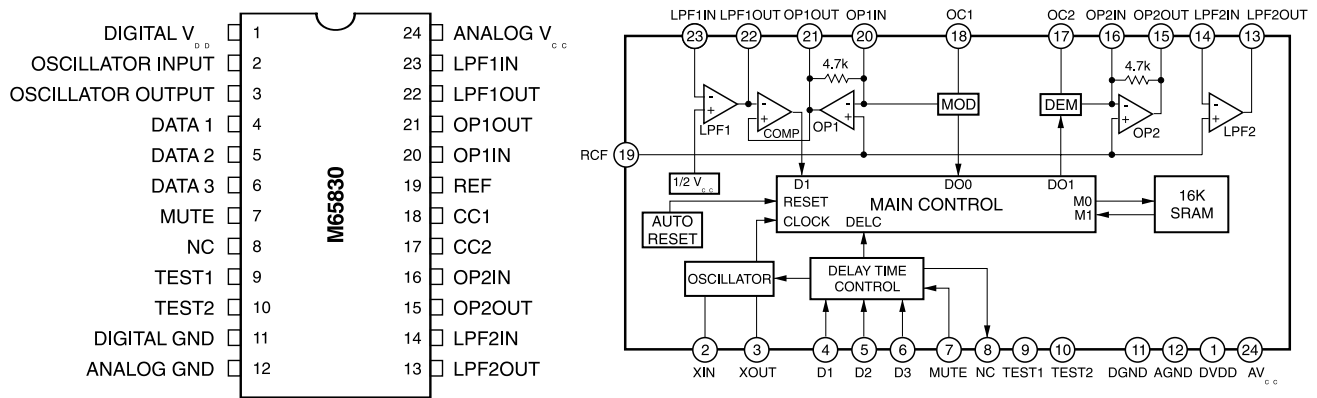 DIGITAL V DD 1 24 ANALOG V CC
OSCILLATOR INPUT 2 23 LPF1IN
OSCILLATOR OUTPUT 3 22 LPF1OUT
DATA 1 4 21 OP1OUT
DATA 2 5 20 OP1IN
DATA 3 6 19 REF
MUTE 7 18 CC1
NC 8 17 CC2
TEST1 9 16 OP2IN
TEST2 10 15 OP2OUT
DIGITAL GND 11 14 LPF2IN
ANALOG GND 12 13 LPF2OUT
M65830
LPF1IN LPF1OUT OP1OUT OP1IN OC1 OC2 OP2IN OP2OUT LPF2IN LPF2OUT
23 22 21 20 18 17 16 15 14 13
4.7k 4.7k
MOD DEM
- + - + - + - + - +
LPF1 COMP OP1 OP2 LPF2
RCF 19
1/2 V CC
D1 DO0 DO1
RESET MAIN CONTROL M0
CLOCK DELC M1
16K
SRAM
AUTO
RESET
OSCILLATOR
DELAY TIME
CONTROL
2 3 4 5 6 7 8 9 10 11 12 1 24
XIN XOUT D1 D2 D3 MUTE NC TEST1 TEST2 DGND AGND DVDD AV CC